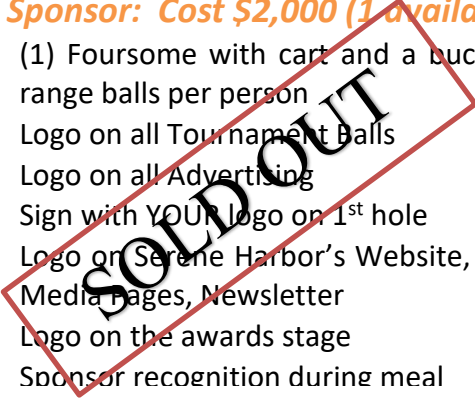 Sponsor: Cost $2,000 (1 availa
(1) Foursome with cart and a buc
range balls per person
Logo on all Tournament Balls
Logo on all Advertising
Sign with YOUR logo on 1st hole
Logo on Serene Harbor's Website,
Media Pages, Newsletter
Logo on the awards stage
Sponsor recognition during meal
SOLD OUT